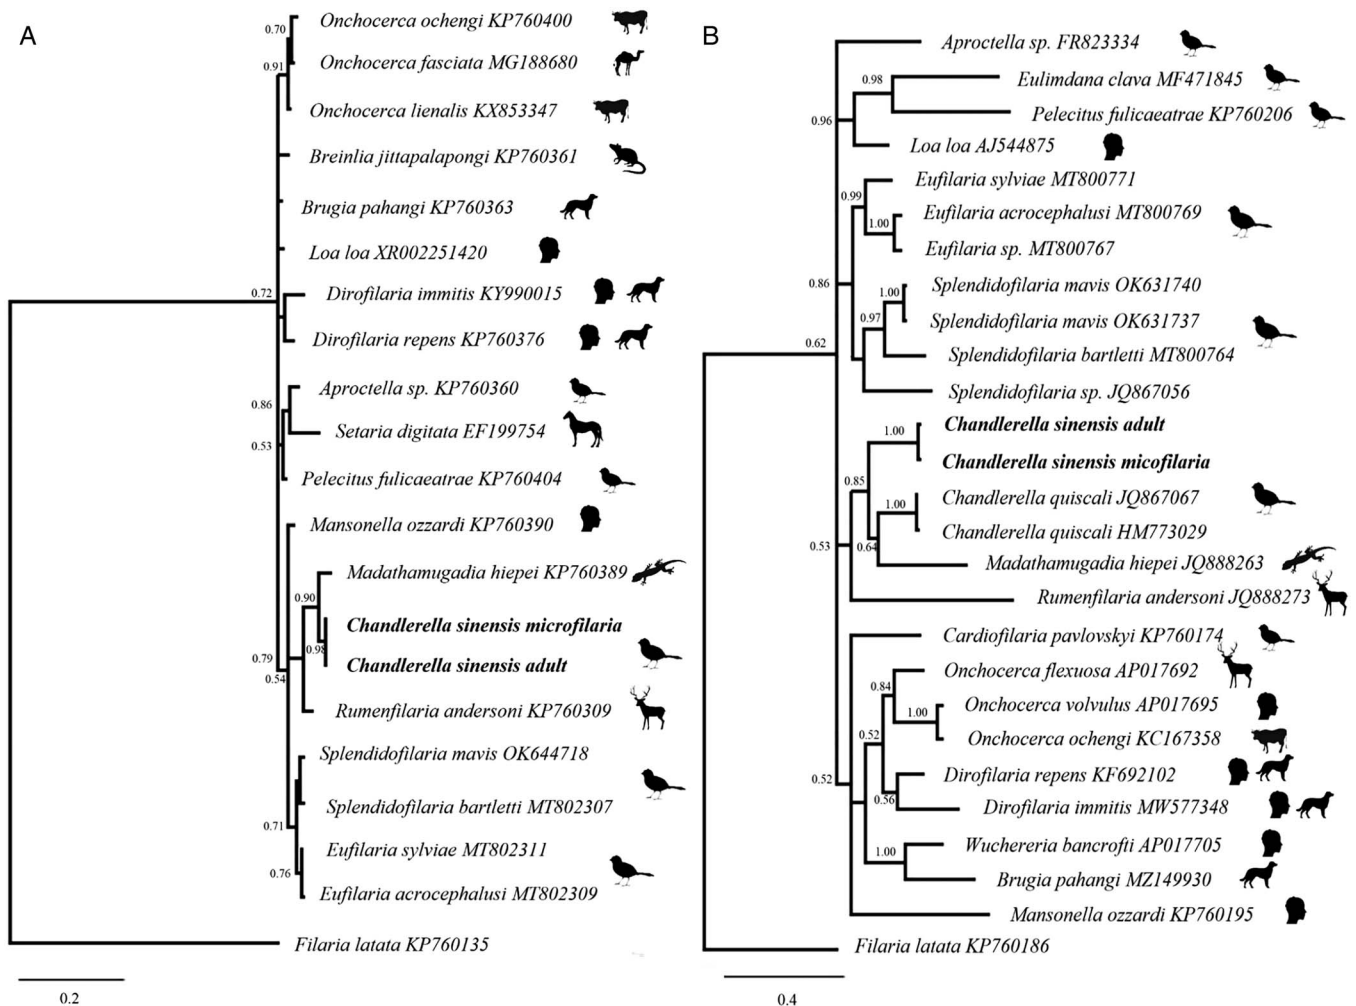 A
0.70
Onchocerca ochengi KP760400
0.91
Onchocerca fasciata MG188680
Onchocerca lienalis KX853347
Breinlia jittapalapongi KP760361
Brugia pahangi KP760363
Loa loa XR002251420
0.72
Dirofilaria immitis KY990015
Dirofilaria repens KP760376
Aproctella sp. KP760360
0.86
Setaria digitata EF199754
0.53
Pelecitus fulicaeatrae KP760404
Mansonella ozzardi KP760390
Madathamugadia hiepei KP760389
0.90
Chandlerella sinensis microfilaria
0.98
Chandlerella sinensis adult
0.79
0.54
Rumenfilaria andersoni KP760309
Splendidofilaria mavis OK644718
Splendidofilaria bartletti MT802307
0.71
Eufilaria sylviae MT802311
0.76
Eufilaria acrocephalusi MT802309
Filaria latata KP760135
0.2
B
Aproctella sp. FR823334
0.98
Eulimdana clava MF471845
Pelecitus fulicaeatrae KP760206
0.96
Loa loa AJ544875
Eufilaria sylviae MT800771
0.99
Eufilaria acrocephalusi MT800769
1.00
Eufilaria sp. MT800767
0.86
Splendidofilaria mavis OK631740
1.00
Splendidofilaria mavis OK631737
0.97
0.62
Splendidofilaria bartletti MT800764
Splendidofilaria sp. JQ867056
Chandlerella sinensis adult
1.00
Chandlerella sinensis micofilaria
0.85
Chandlerella quiscali JQ867067
1.00
Chandlerella quiscali HM773029
0.53
0.64
Madathamugadia hiepei JQ888263
Rumenfilaria andersoni JQ888273
Cardiofilaria pavlovskyi KP760174
Onchocerca flexuosa AP017692
0.84
Onchocerca volvulus AP017695
1.00
Onchocerca ochengi KC167358
0.52
Dirofilaria repens KF692102
0.52
0.56
Dirofilaria immitis MW577348
Wuchereria bancrofti AP017705
1.00
Brugia pahangi MZ149930
Mansonella ozzardi KP760195
Filaria latata KP760186
0.4